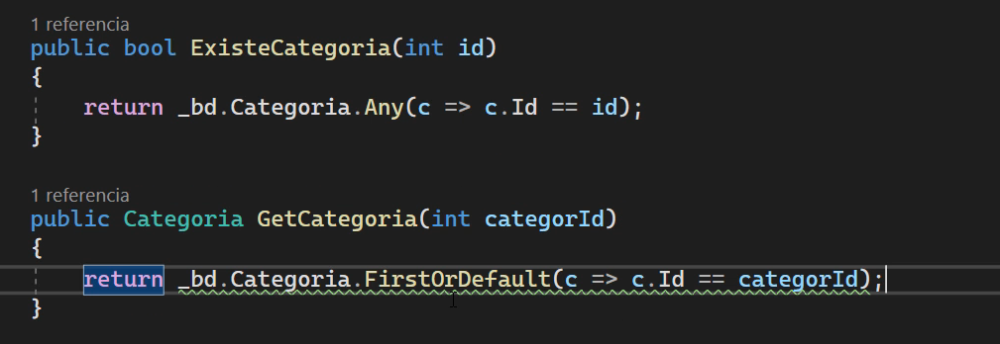 1 referencia
public bool ExisteCategoria(int id)
{
return _bd.Categoria.Any(c => c.Id == id);
}
1 referencia
public Categoria GetCategoria(int categorId)
{
return _bd.Categoria.FirstOrDefault(c => c.Id == categorId);
}